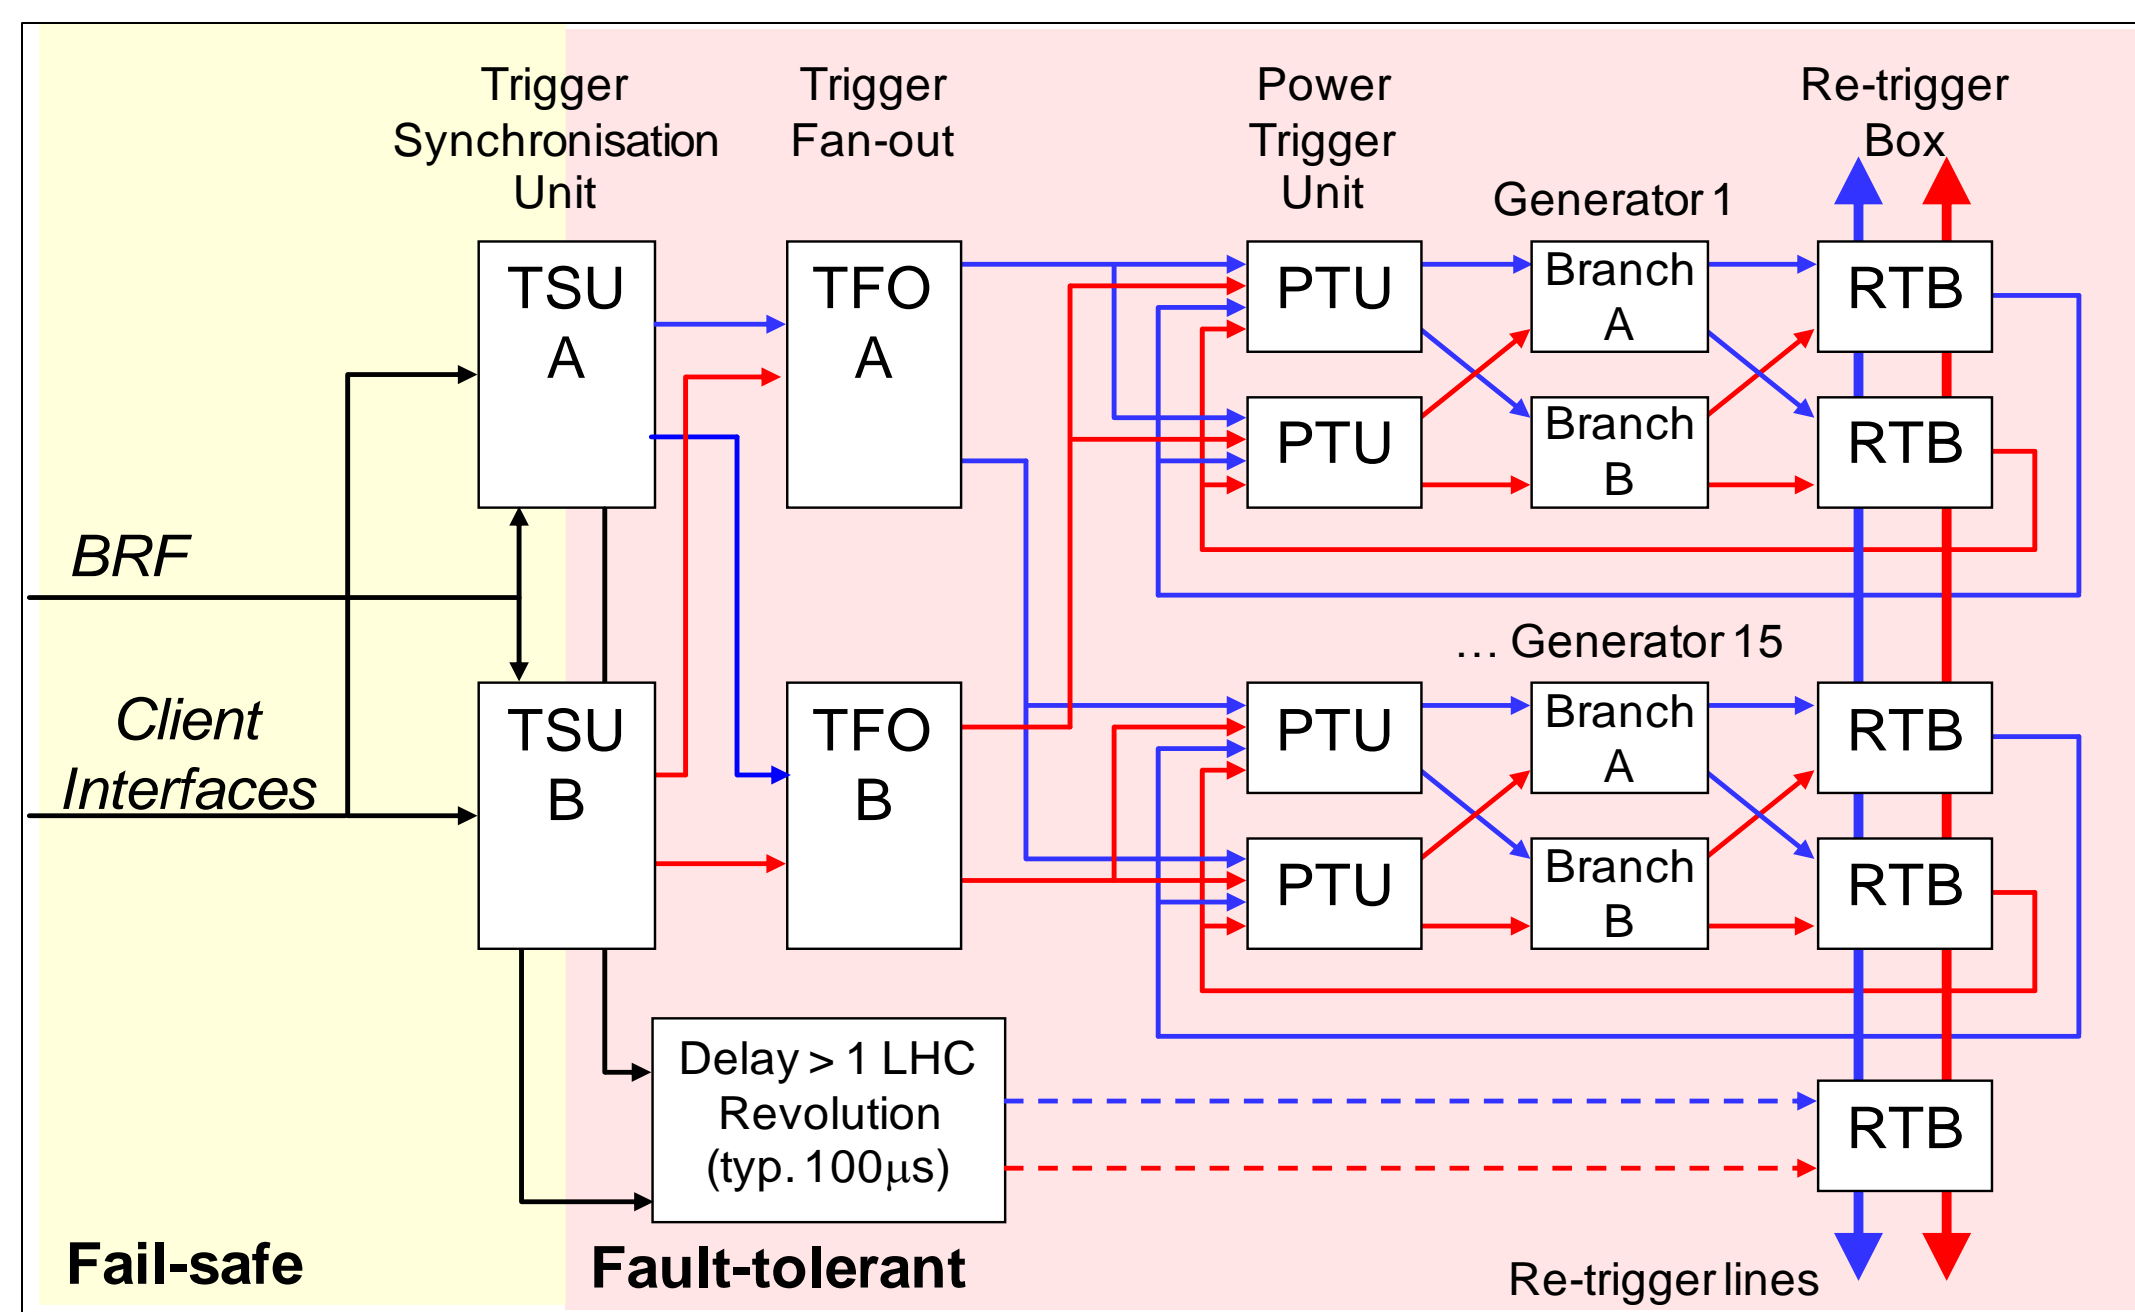 Trigger
Synchronisation
Unit
Trigger
Fan-out
Power
Trigger
Unit
Re-trigger
Box
Generator 1
TSU
A
TFO
A
PTU
Branch
A
RTB
PTU
Branch
B
RTB
BRF
Client
Interfaces
... Generator 15
TSU
B
TFO
B
PTU
Branch
A
RTB
PTU
Branch
B
RTB
Delay > 1 LHC
Revolution
(typ. 100μs)
RTB
Fail-safe
Fault-tolerant
Re-trigger lines